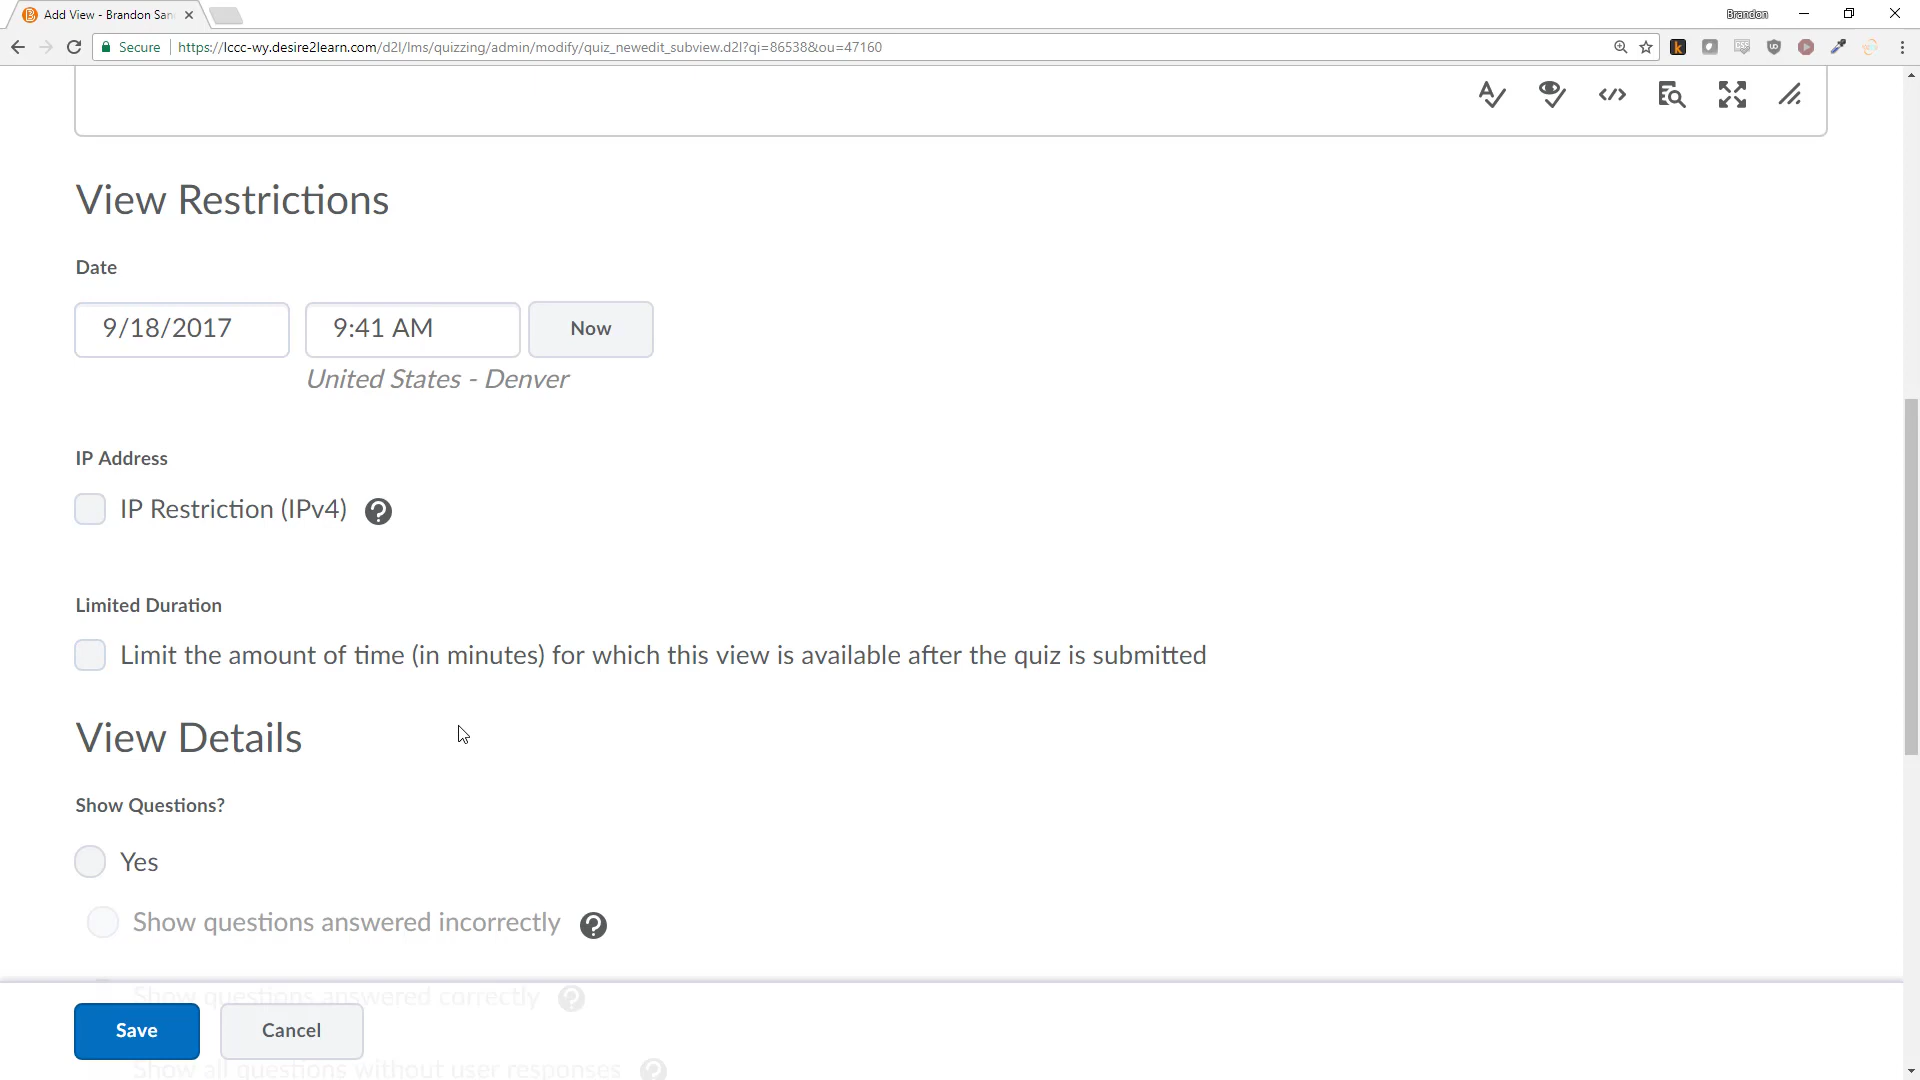 Add View - Brandon San
Brandon
Secure
https://lccc-wy.desire2learn.com/d2l/lms/quizzing/admin/modify/quiz_newedit_subview.d2l?qi=86538&ou=47160
View Restrictions
Date
9/18/2017
9:41 AM
Now
United States - Denver
IP Address
IP Restriction (IPv4)
Limited Duration
Limit the amount of time (in minutes) for which this view is available after the quiz is submitted
View Details
Show Questions?
Yes
Show questions answered incorrectly
Show questions answered correctly
Save
Cancel
Show all questions without user responses